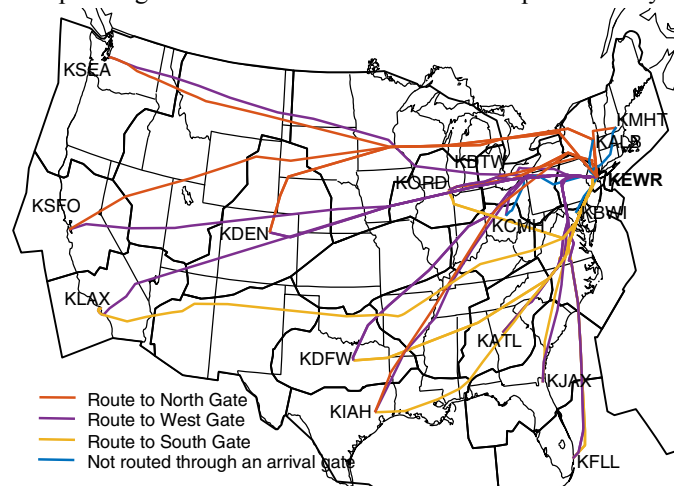 KSEA
KMHT
KALB
KDTW
KORD
KEWR
KSFO
KBWI
KCMH
KDEN
KLAX
KATL
KDFW
KJAX
KIAH
KFLL
Route to North Gate
Route to West Gate
Route to South Gate
Not routed through an arrival gate